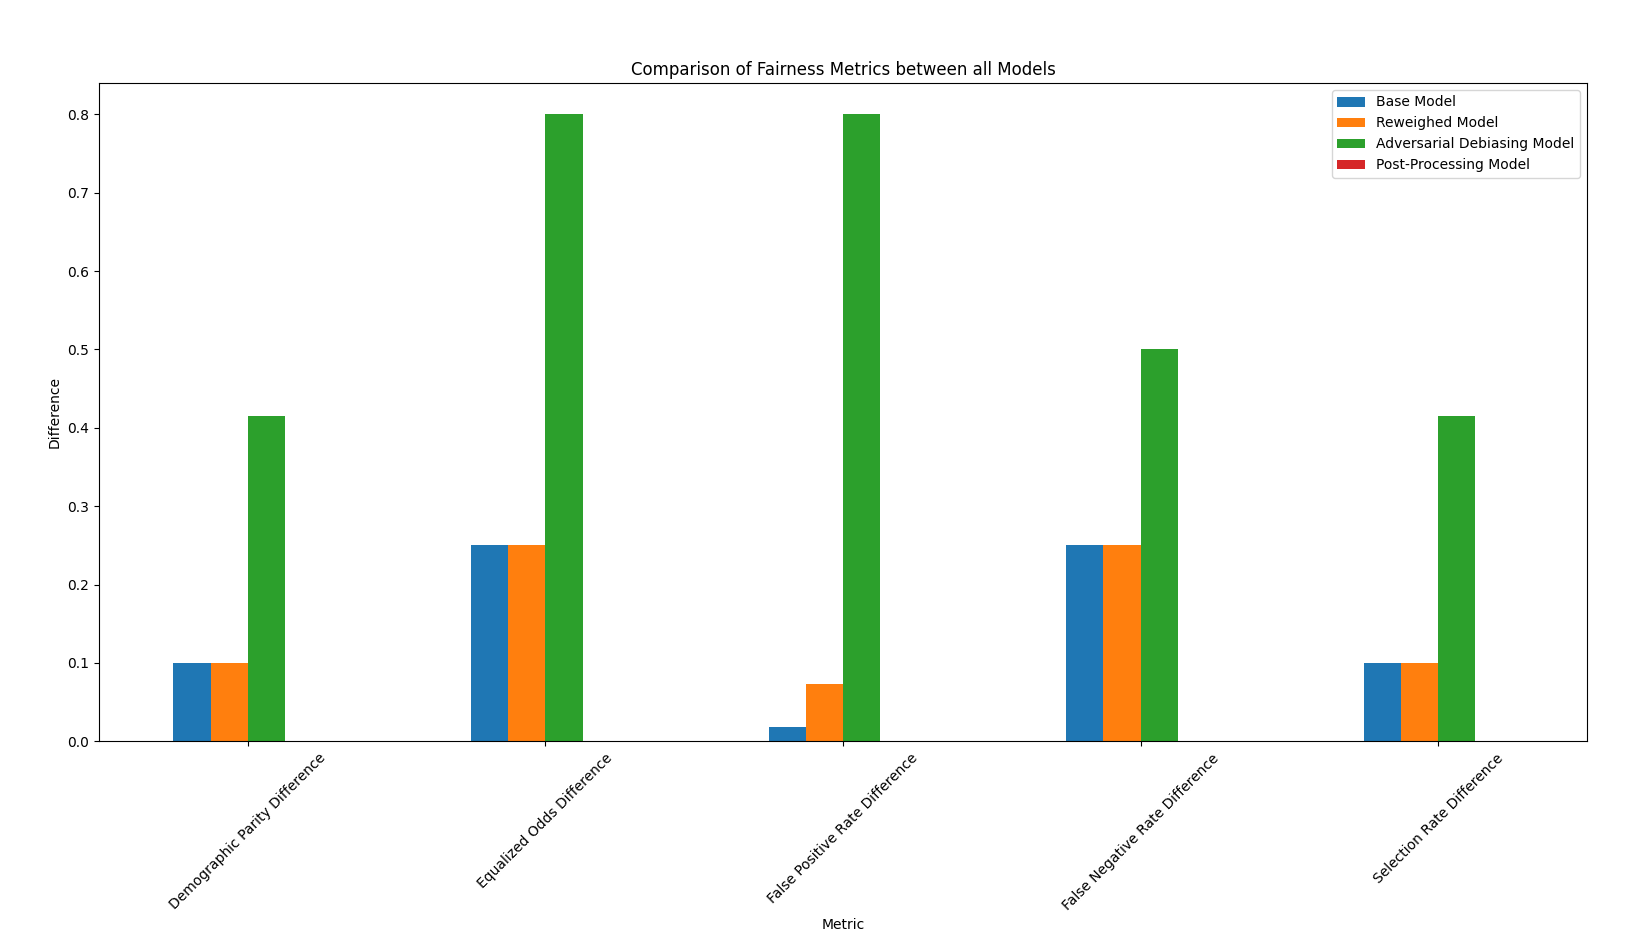 Comparison of Fairness Metrics between all Models
Base Model
Reweighed Model
Adversarial Debiasing Model
Post-Processing Model
0.8
0.7
0.6
0.5
0.4
0.3
0.2
0.1
0.0
Difference
Demographic Parity Difference
Equalized Odds Difference
False Positive Rate Difference
False Negative Rate Difference
Selection Rate Difference
Metric